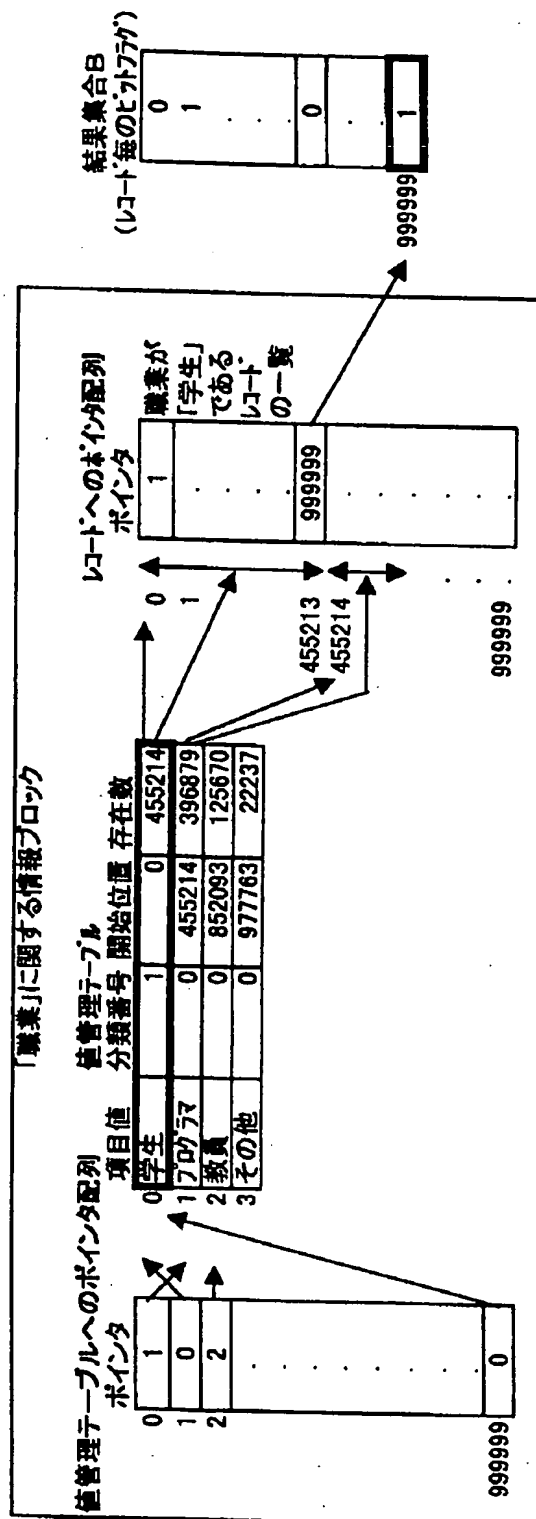 「職業」に関する情報ブロック
値管理テーブルへのポインタ配列
ポインタ
0 1
1 0
2 2
999999 0
値管理テーブル
項目値 分類番号 開始位置 存在数
0 学生 1 0 455214
1 プログラマ 0 455214 396879
2 教員 0 852093 125670
3 その他 0 977763 22237
レコードへのポインタ配列
ポインタ
0 1
1
455213 999999
455214
999999
職業が
「学生」
である
レコード
の一覧
結果集合B
(レコード毎のビットフラグ)
0
1
0
999999 1